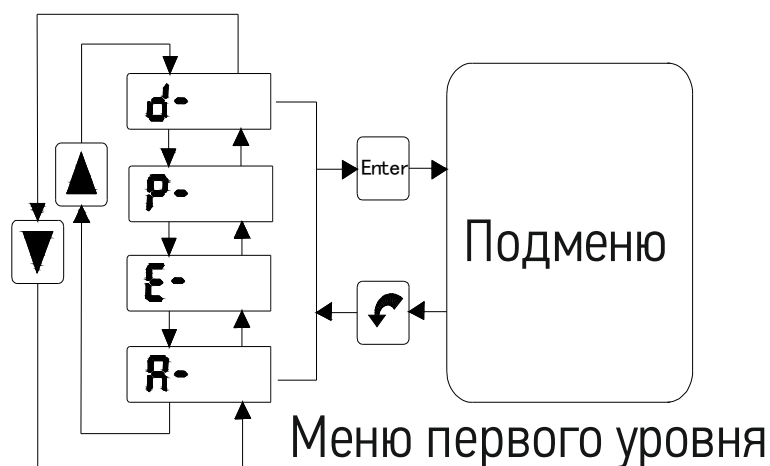 d-
P-
Enter
E-
Подменю
A-
Меню первого уровня